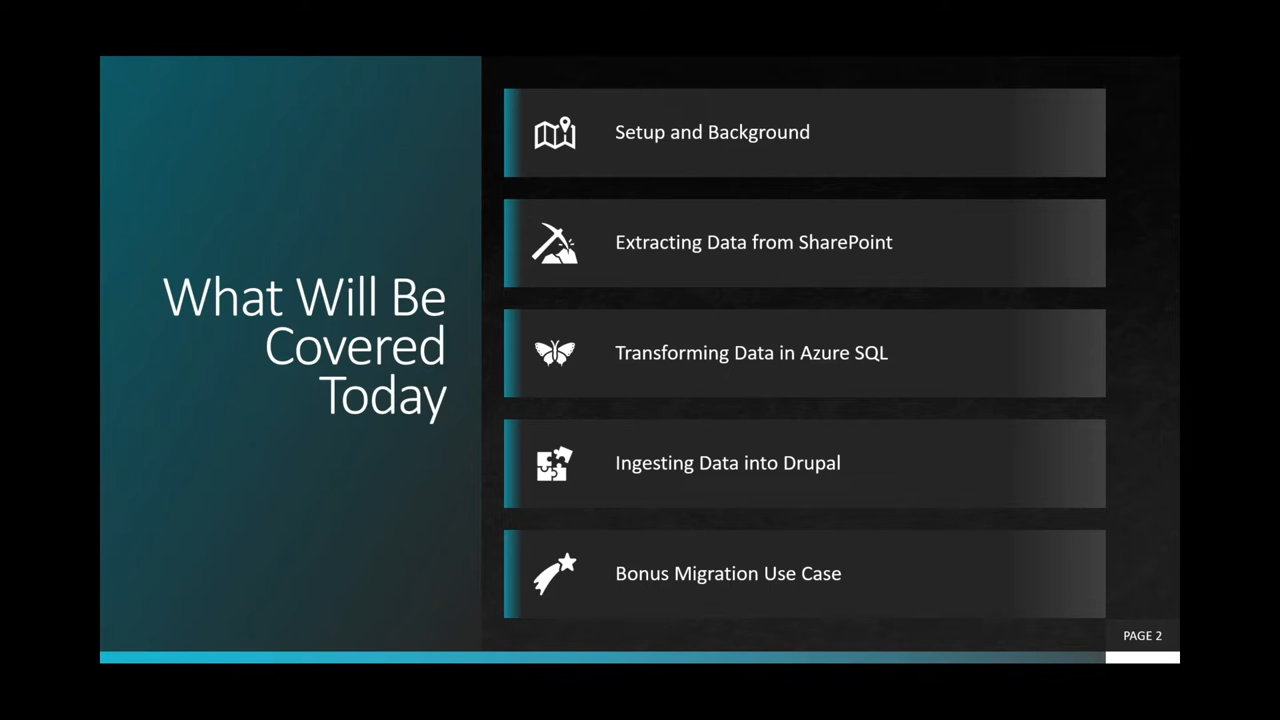 What Will Be
Covered
Today
Setup and Background
Extracting Data from SharePoint
Transforming Data in Azure SQL
Ingesting Data into Drupal
Bonus Migration Use Case
PAGE 2